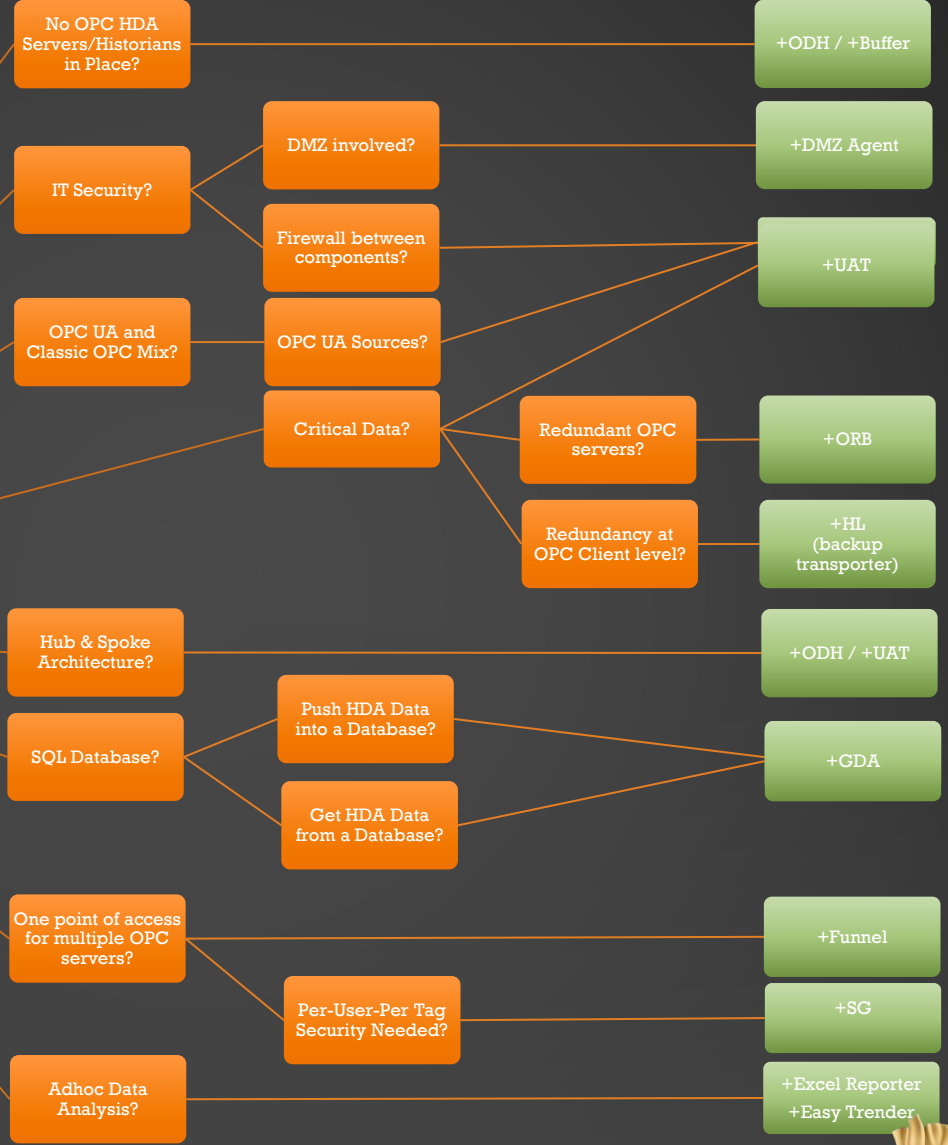 No OPC HDA
Servers/Historians
in Place?
+ODH / +Buffer
DMZ involved?
+DMZ Agent
IT Security?
Firewall between
components?
+UAT
OPC UA and
Classic OPC Mix?
OPC UA Sources?
Critical Data?
Redundant OPC
servers?
+ORB
Redundancy at
OPC Client level?
+HL
(backup
transporter)
Hub & Spoke
Architecture?
+ODH / +UAT
Push HDA Data
into a Database?
SQL Database?
+GDA
Get HDA Data
from a Database?
One point of access
for multiple OPC
servers?
+Funnel
Per-User-Per Tag
Security Needed?
+SG
Adhoc Data
Analysis?
+Excel Reporter
+Easy Trender